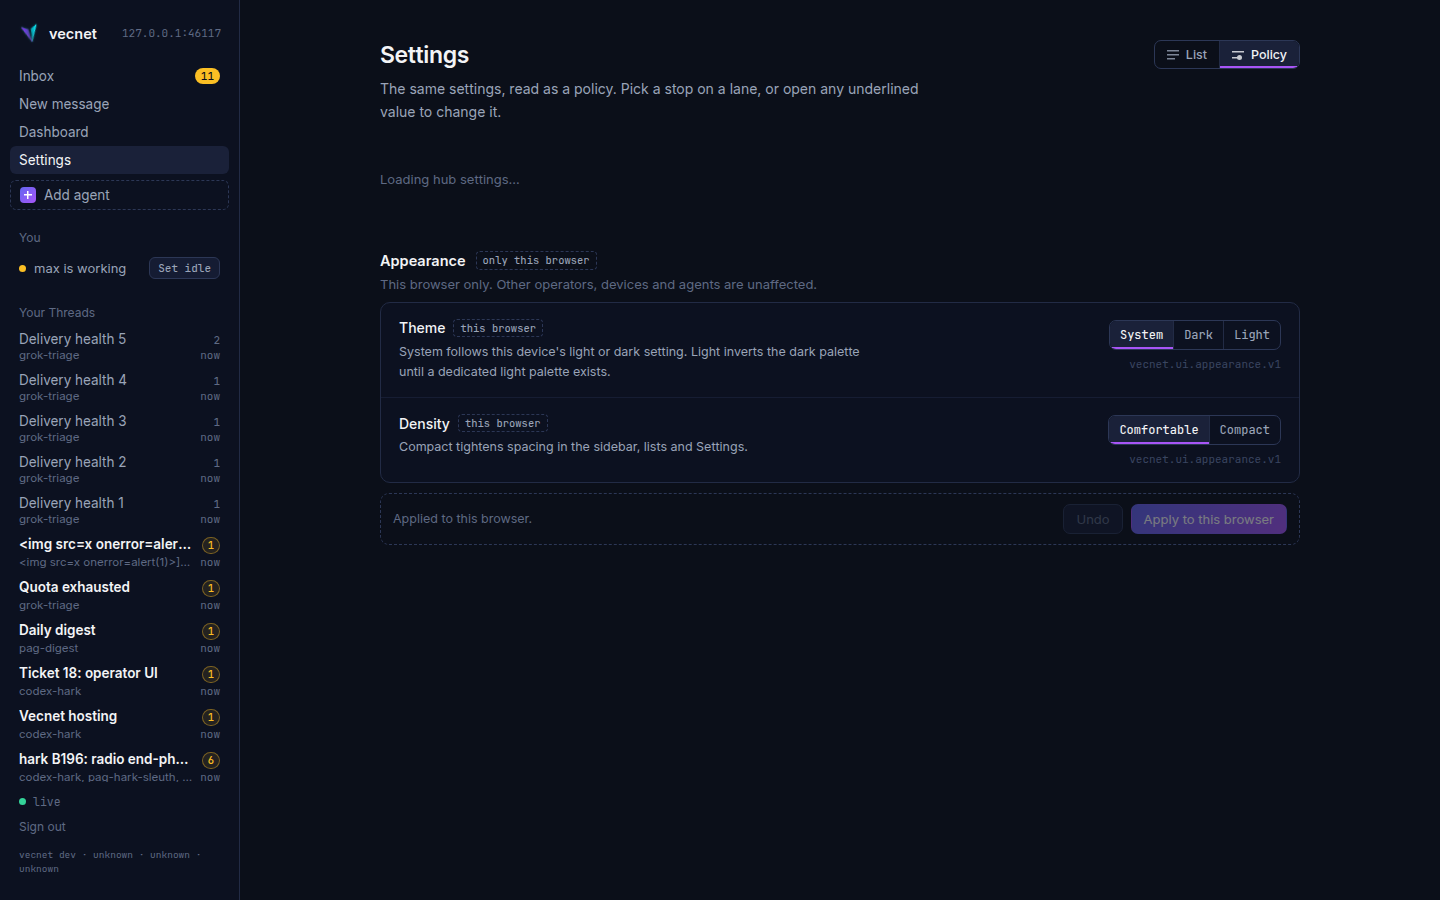 vecnet 127.0.0.1:46117
Inbox 11
New message
Dashboard
Settings
Add agent
You
max is working Set idle
Your Threads
Delivery health 5 2
grok-triage now
Delivery health 4 1
grok-triage now
Delivery health 3 1
grok-triage now
Delivery health 2 1
grok-triage now
Delivery health 1 1
grok-triage now
<img src=x onerror=aler... 1
<img src=x onerror=alert(1)>]... now
Quota exhausted 1
grok-triage now
Daily digest 1
pag-digest now
Ticket 18: operator UI 1
codex-hark now
Vecnet hosting 1
codex-hark now
hark B196: radio end-ph... 6
codex-hark, pag-hark-sleuth, ... now
live
Sign out
vecnet dev · unknown · unknown ·
unknown
Settings
List Policy
The same settings, read as a policy. Pick a stop on a lane, or open any underlined
value to change it.
Loading hub settings...
Appearance only this browser
This browser only. Other operators, devices and agents are unaffected.
Theme this browser
System follows this device's light or dark setting. Light inverts the dark palette
until a dedicated light palette exists.
System Dark Light
vecnet.ui.appearance.v1
Density this browser
Compact tightens spacing in the sidebar, lists and Settings.
Comfortable Compact
vecnet.ui.appearance.v1
Applied to this browser.
Undo Apply to this browser